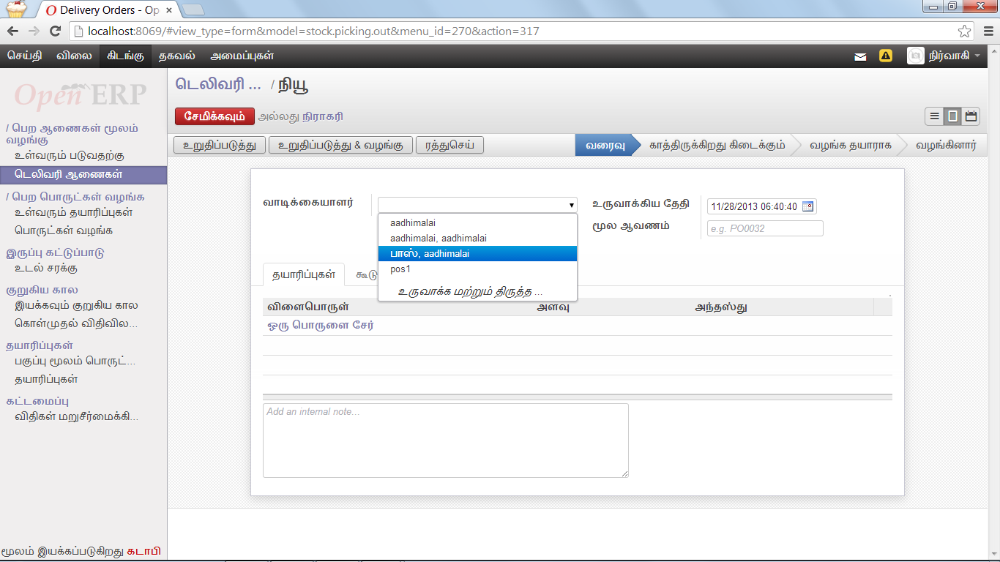 Delivery Orders - Op
localhost:8069/#view_type=form&model=stock.picking.out&menu_id=270&action=317
செய்தி விலை கிடங்கு தகவல் அமைப்புகள் நிர்வாகி
Open ERP
டெலிவரி ... / நியூ
சேமிக்கவும் அல்லது நிராகரி
/ பெற ஆணைகள் மூலம்
வழங்கு
உள்வரும் படுவதற்கு
டெலிவரி ஆணைகள்
/ பெற பொருட்கள் வழங்க
உள்வரும் தயாரிப்புகள்
பொருட்கள் வழங்க
இருப்பு கட்டுப்பாடு
உடல் சரக்கு
குறுகிய கால
இயக்கவும் குறுகிய கால
கொள்முதல் விதிவில...
தயாரிப்புகள்
பகுப்பு மூலம் பொருட்...
தயாரிப்புகள்
கட்டமைப்பு
விதிகள் மறுசீர்மைக்கி...
மூலம் இயக்கப்படுகிறது கடாபி
உறுதிப்படுத்து உறுதிப்படுத்து & வழங்கு ரத்துசெய் வரைவு காத்திருக்கிறது கிடைக்கும் வழங்க தயாராக வழங்கினார்
வாடிக்கையாளர்
aadhimalai
aadhimalai, aadhimalai
பாஸ், aadhimalai
pos1
உருவாக்க மற்றும் திருத்த ...
உருவாக்கிய தேதி 11/28/2013 06:40:40
மூல ஆவணம் e.g. PO0032
தயாரிப்புகள் கூடு
விளைபொருள் அளவு அந்தஸ்து
ஒரு பொருளை சேர்
Add an internal note...